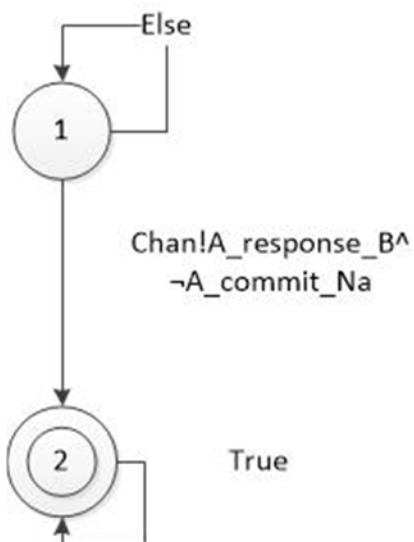 Else
1
Chan!A_response_B^
¬A_commit_Na
2
True